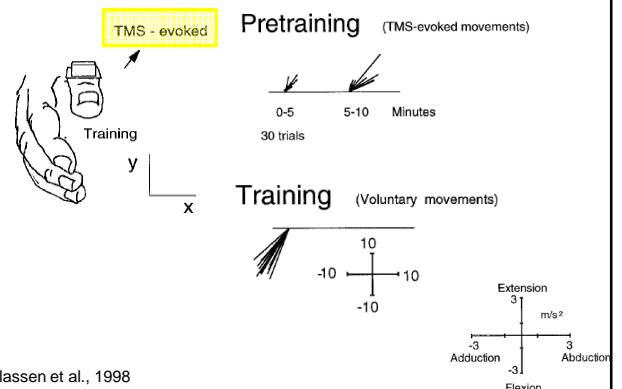 TMS - evoked
Pretraining (TMS-evoked movements)
0-5 5-10 Minutes
30 trials
Training
y
x
Training (Voluntary movements)
10
-10 10
-10
Extension
3
m/s²
-3 3
Adduction Abduction
-3
Flexion
lassen et al., 1998